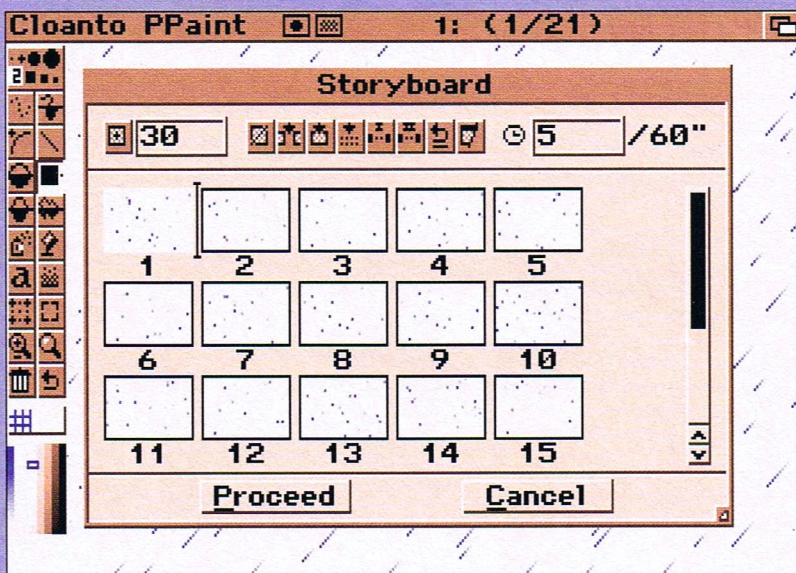 Cloanto PPaint 1: (1/21)
Storyboard
30 5 /60"
1 2 3 4 5
6 7 8 9 10
11 12 13 14 15
Proceed Cancel
2
a